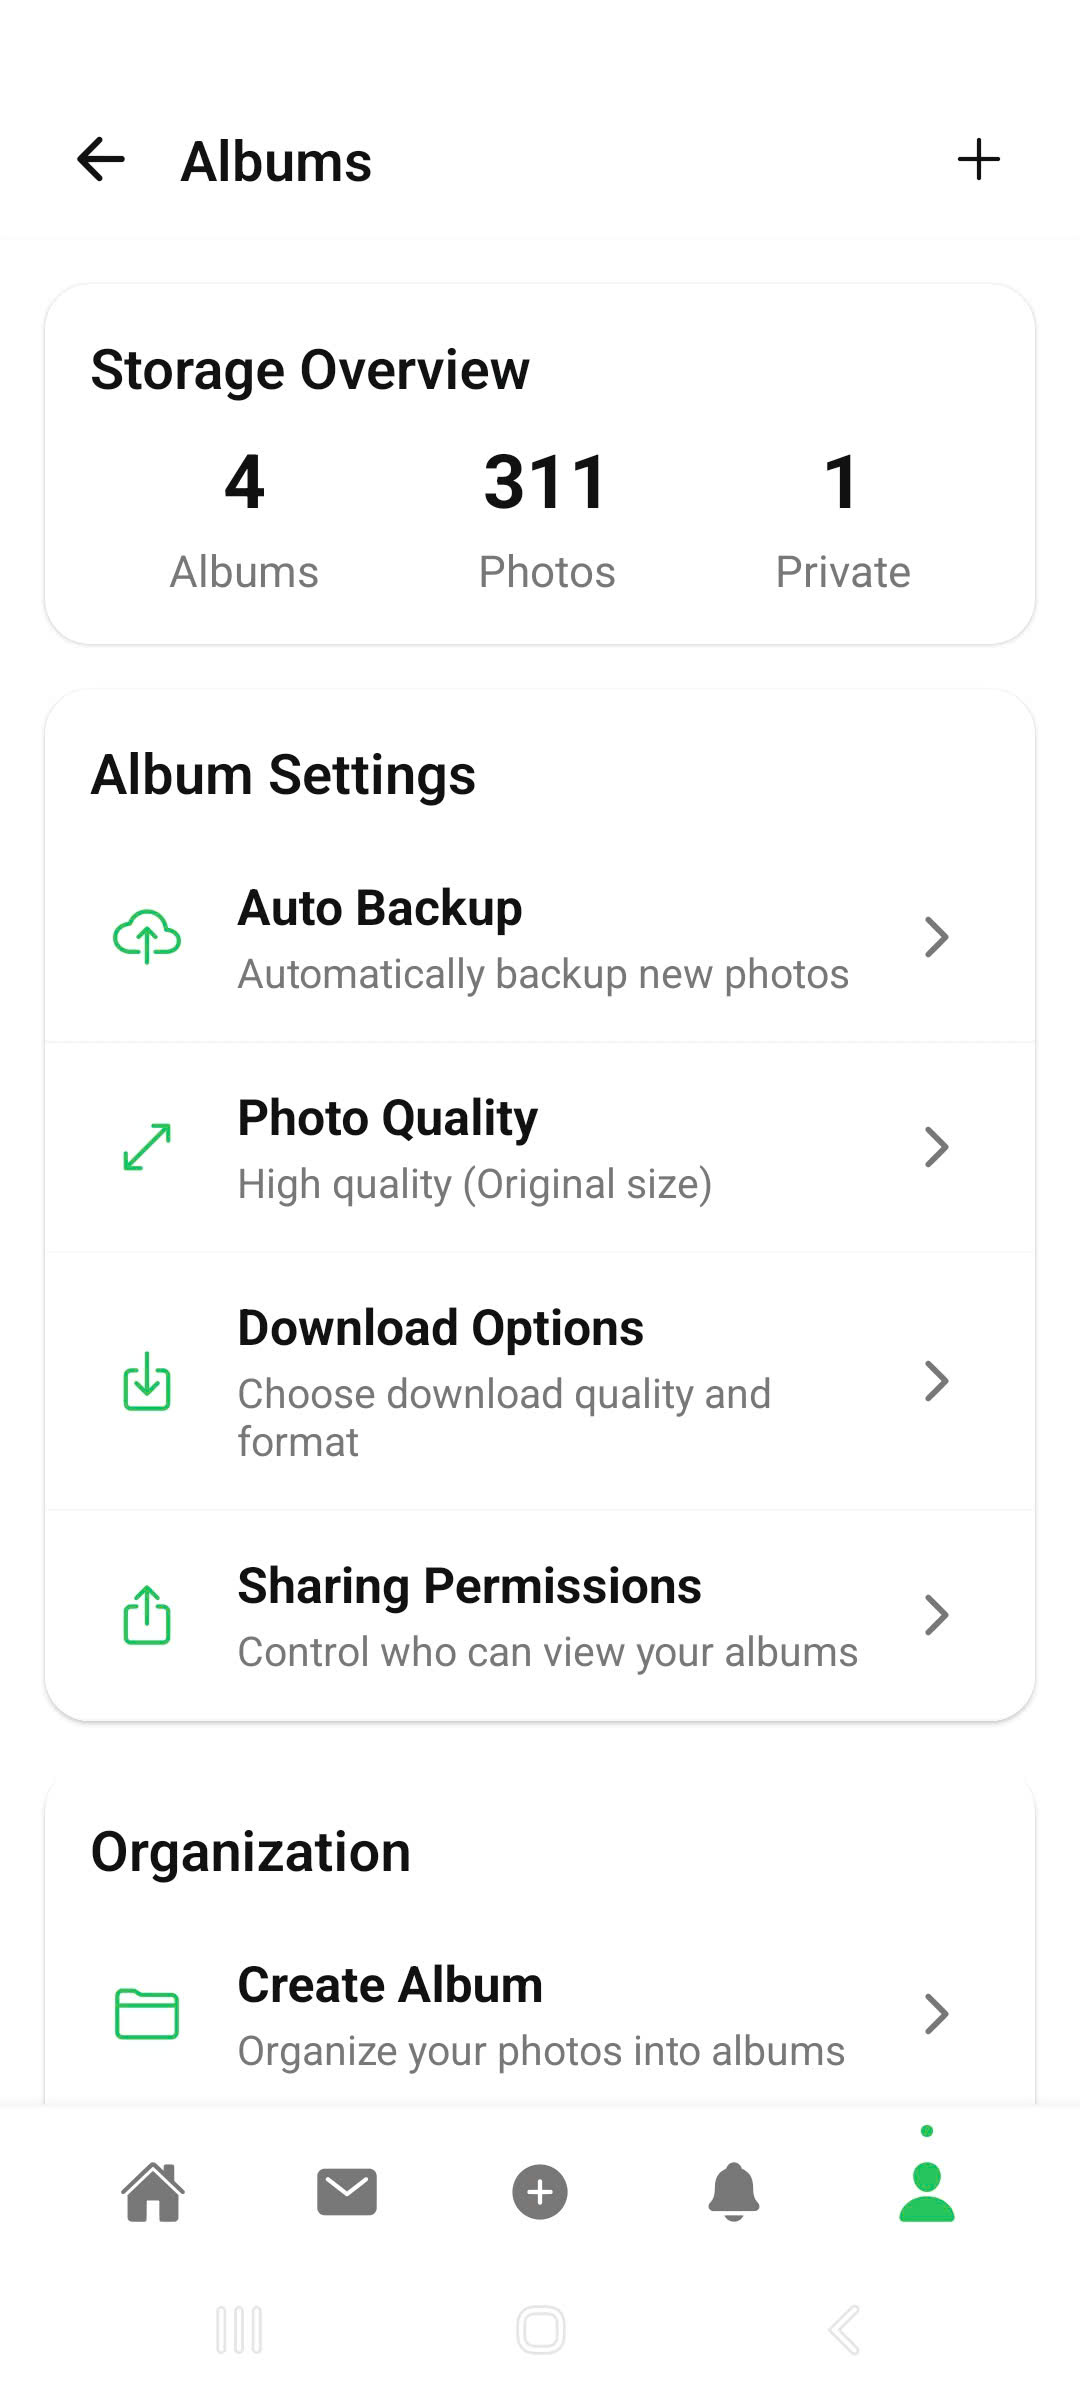 Albums
Storage Overview
4 311 1
Albums Photos Private
Album Settings
Auto Backup
Automatically backup new photos
Photo Quality
High quality (Original size)
Download Options
Choose download quality and
format
Sharing Permissions
Control who can view your albums
Organization
Create Album
Organize your photos into albums